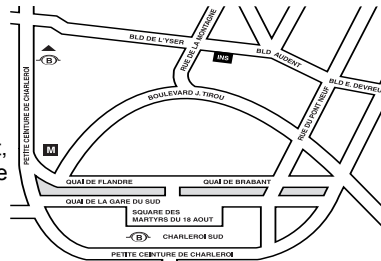 BLD DE L'YSER
RUE DE LA MONTAGNE
INS
BLD AUDENT
BLD E. DEVREU
B
PETITE CEINTURE DE CHARLEROI
BOULEVARD J. TIROU
RUE DU PONT NEUF
M
,
e
QUAI DE FLANDRE
QUAI DE BRABANT
QUAI DE LA GARE DU SUD
SQUARE DES
MARTYRS DU 18 AOUT
B CHARLEROI SUD
PETITE CEINTURE DE CHARLEROI